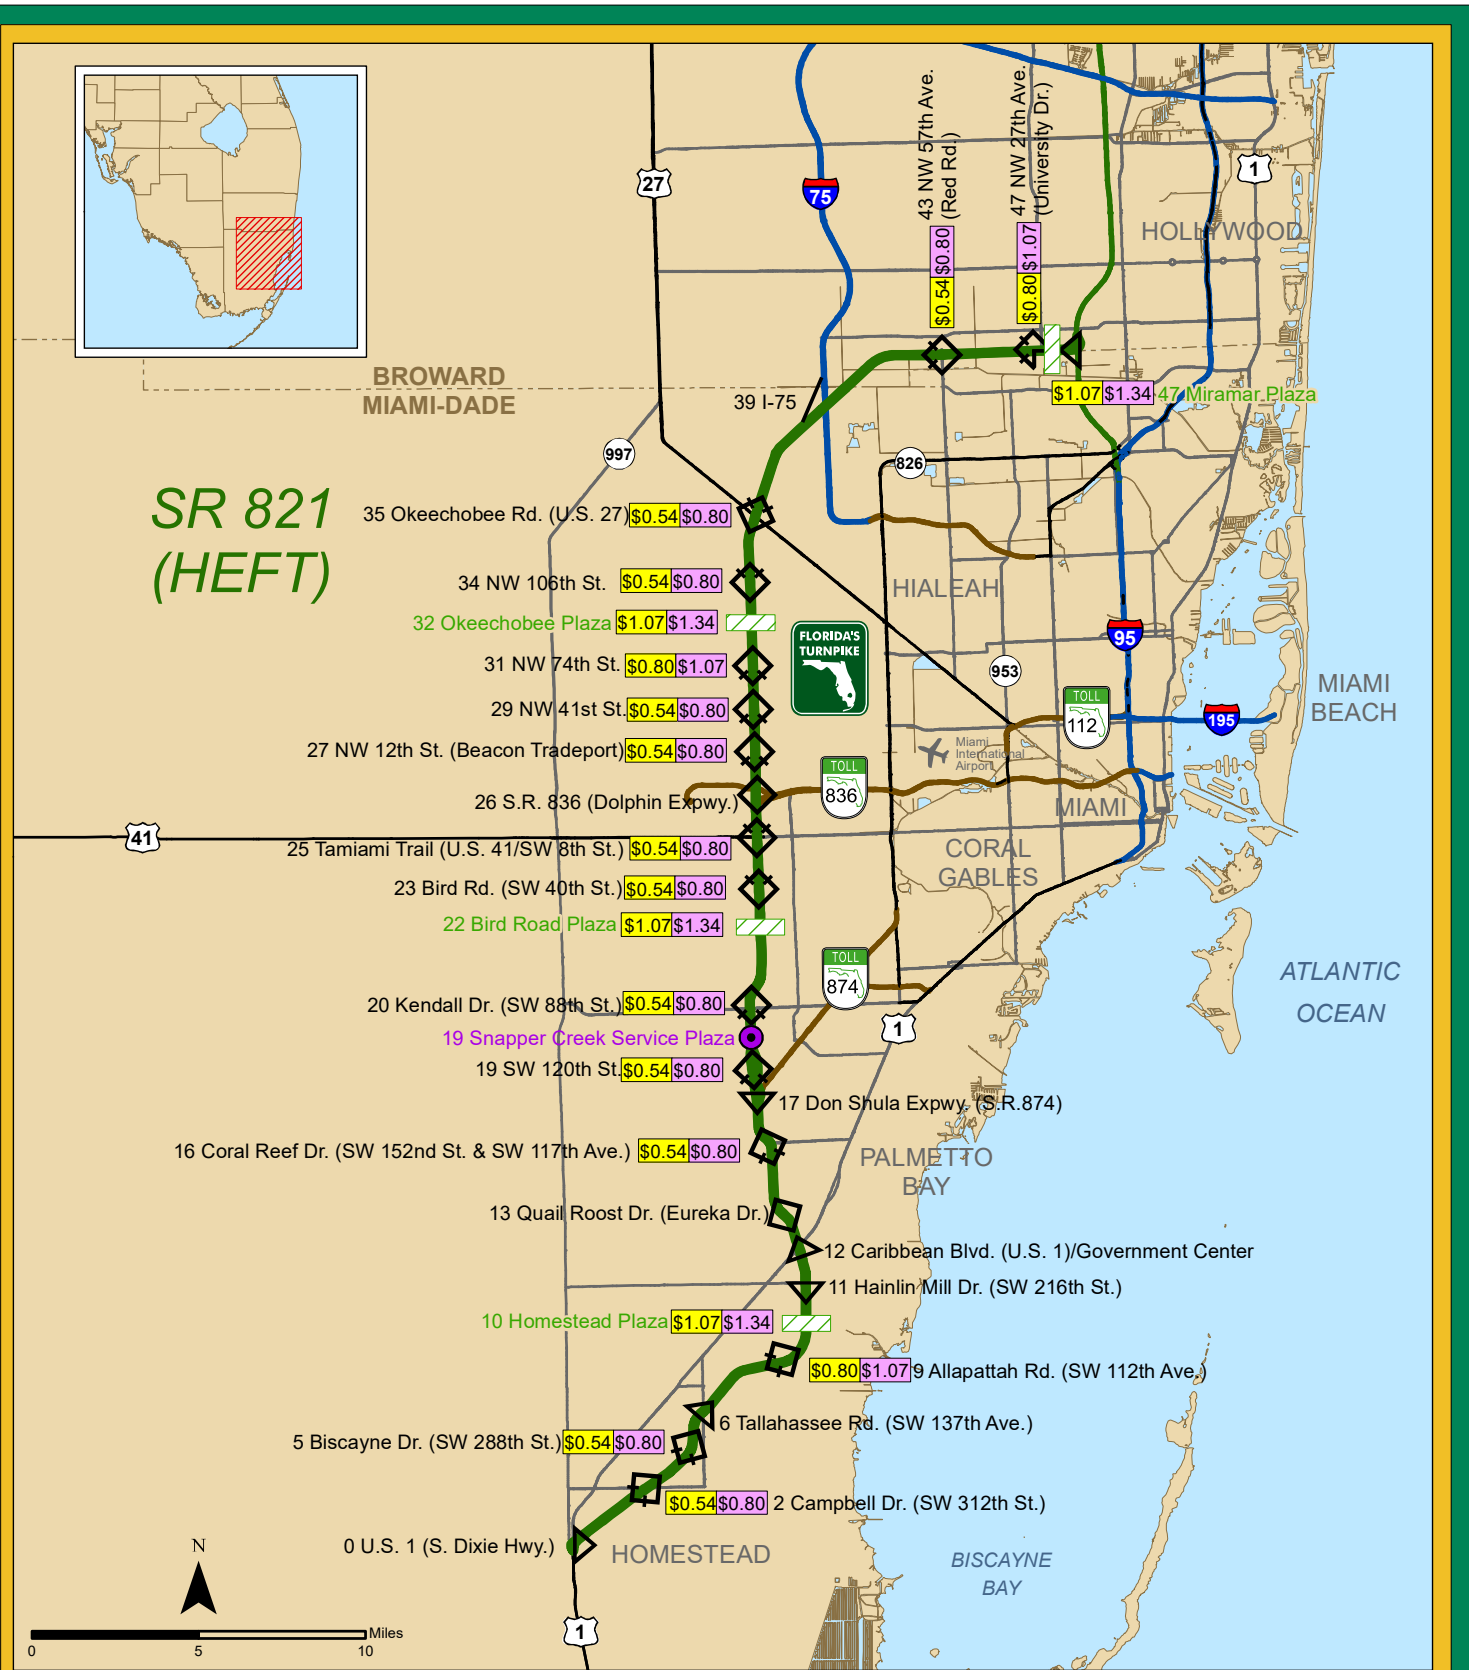 43 NW 57th Ave.
(Red Rd.)
47 NW 27th Ave.
(University Dr.)
27
75
1
$0.54 $0.80
$0.80 $1.07
HOLLYWOOD
BROWARD
MIAMI-DADE
39 I-75
$1.07 $1.34 47 Miramar Plaza
997
826
SR 821
(HEFT)
35 Okeechobee Rd. (U.S. 27) $0.54 $0.80
34 NW 106th St. $0.54 $0.80
HIALEAH
32 Okeechobee Plaza $1.07 $1.34
FLORIDA'S
TURNPIKE
95
31 NW 74th St. $0.80 $1.07
953
29 NW 41st St. $0.54 $0.80
MIAMI
BEACH
TOLL
112
195
27 NW 12th St. (Beacon Tradeport) $0.54 $0.80
Miami
International
Airport
TOLL
836
26 S.R. 836 (Dolphin Expwy.)
MIAMI
41
25 Tamiami Trail (U.S. 41/SW 8th St.) $0.54 $0.80
CORAL
GABLES
23 Bird Rd. (SW 40th St.) $0.54 $0.80
22 Bird Road Plaza $1.07 $1.34
TOLL
874
ATLANTIC
OCEAN
20 Kendall Dr. (SW 88th St.) $0.54 $0.80
1
19 Snapper Creek Service Plaza
19 SW 120th St. $0.54 $0.80
17 Don Shula Expwy. (S.R.874)
16 Coral Reef Dr. (SW 152nd St. & SW 117th Ave.) $0.54 $0.80
PALMETTO
BAY
13 Quail Roost Dr. (Eureka Dr.)
12 Caribbean Blvd. (U.S. 1)/Government Center
11 Hainlin Mill Dr. (SW 216th St.)
10 Homestead Plaza $1.07 $1.34
$0.80 $1.07 9 Allapattah Rd. (SW 112th Ave.)
6 Tallahassee Rd. (SW 137th Ave.)
5 Biscayne Dr. (SW 288th St.) $0.54 $0.80
$0.54 $0.80 2 Campbell Dr. (SW 312th St.)
0 U.S. 1 (S. Dixie Hwy.)
HOMESTEAD
BISCAYNE
BAY
N
1
Miles
0 5 10